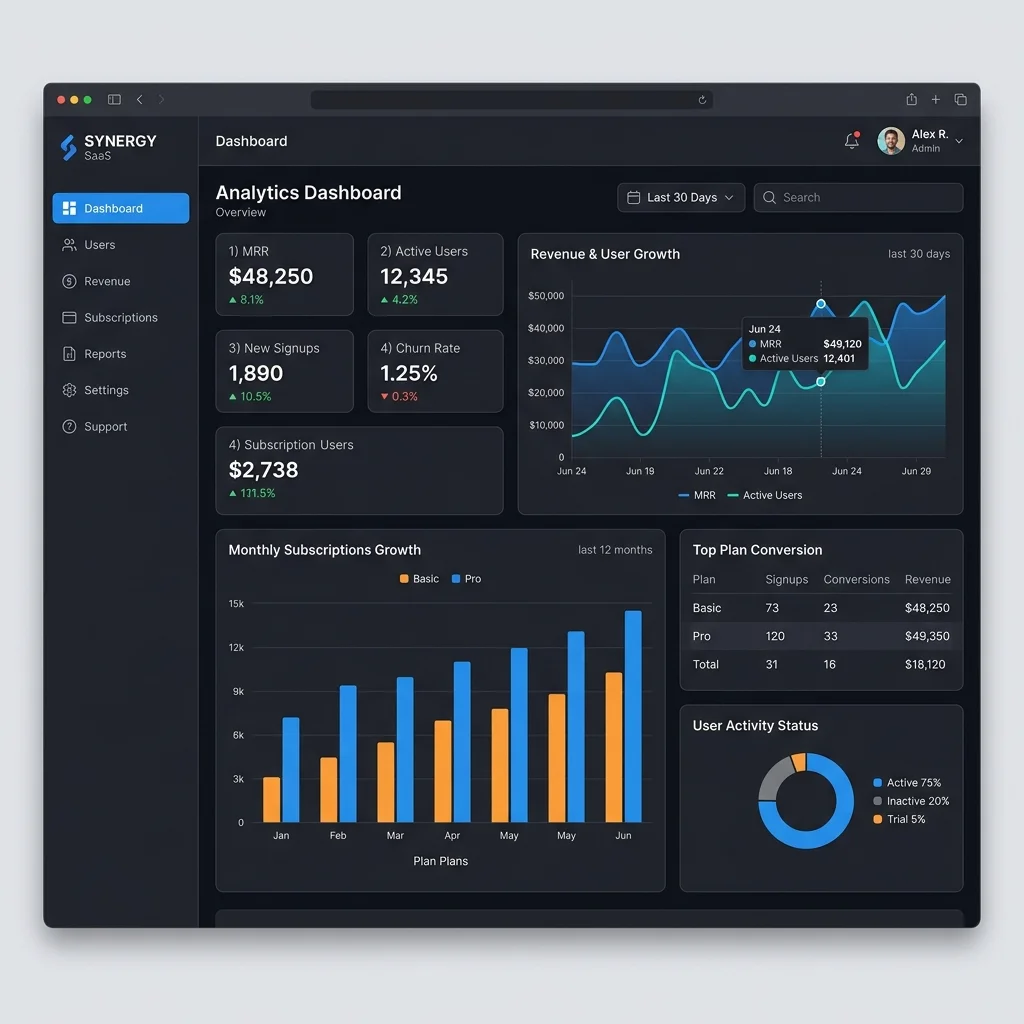 SYNERGY
SaaS
Dashboard
Users
Revenue
Subscriptions
Reports
Settings
Support
Dashboard
Alex R.
Admin
Analytics Dashboard
Overview
Last 30 Days
Search
1) MRR
$48,250
8.1%
2) Active Users
12,345
4.2%
3) New Signups
1,890
10.5%
4) Churn Rate
1.25%
0.3%
4) Subscription Users
$2,738
111.5%
Revenue & User Growth
last 30 days
$50,000
$40,000
$30,000
$20,000
$10,000
0
Jun 24
MRR $49,120
Active Users 12,401
Jun 24 Jun 19 Jun 22 Jun 18 Jun 24 Jun 29
MRR Active Users
Monthly Subscriptions Growth
last 12 months
Basic Pro
15k
12k
9k
6k
3k
0
Jan Feb Mar Apr May May Jun
Plan Plans
Top Plan Conversion
Plan Signups Conversions Revenue
Basic 73 23 $48,250
Pro 120 33 $49,350
Total 31 16 $18,120
User Activity Status
Active 75%
Inactive 20%
Trial 5%